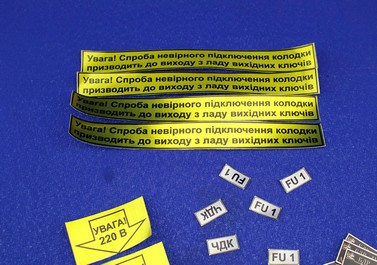 Увага! Спроба невірного підключення колодки
призводить до виходу з ладу вихідних ключів
Увага! Спроба невірного підключення колодки
призводить до виходу з ладу вихідних ключів
Увага! Спроба невірного підключення колодки
призводить до виходу з ладу вихідних ключів
Увага! Спроба невірного підключення колодки
призводить до виходу з ладу вихідних ключів
FU 1
FU 1
ЧДК
FU 1
УВАГА!
220 В
ЧДК
FU 1